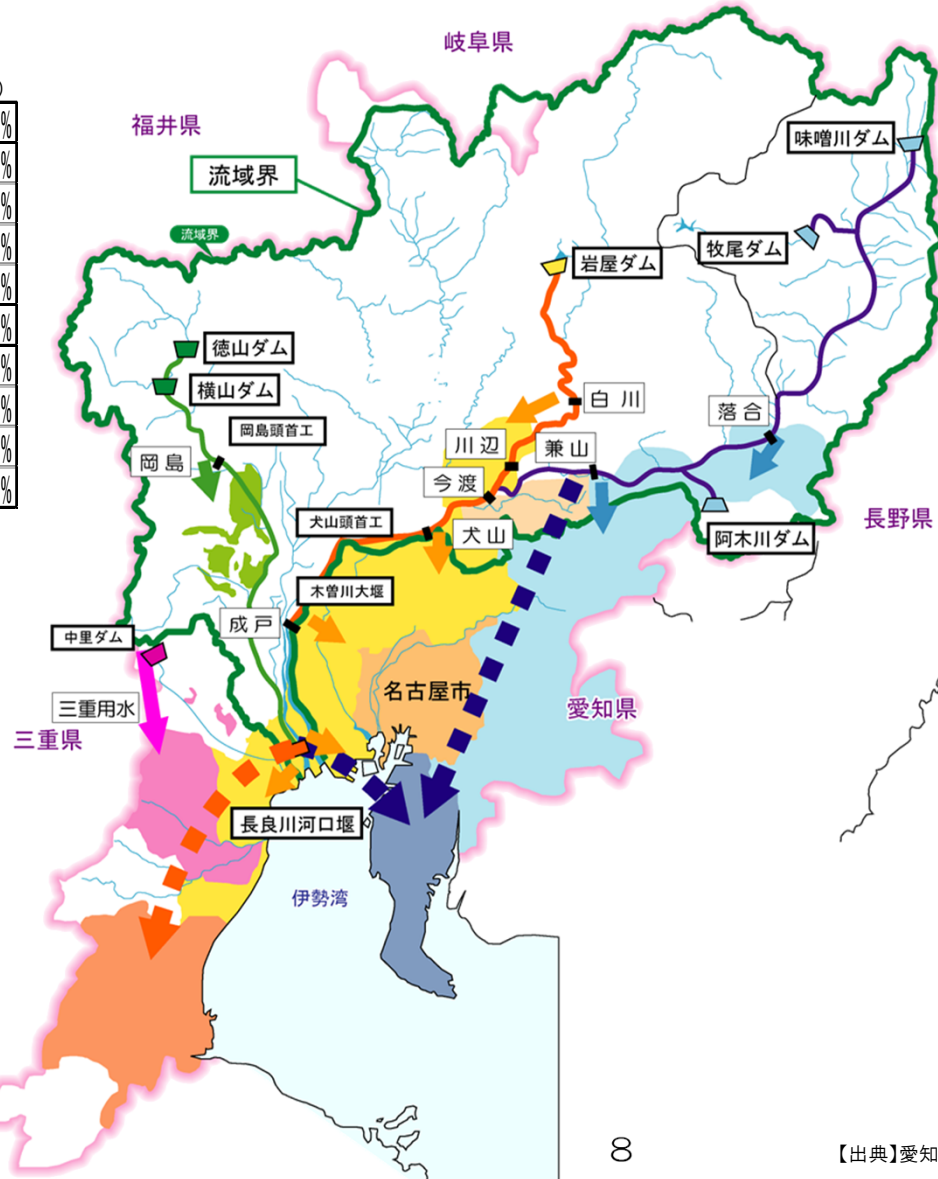 岐阜県
)
%
%
%
%
%
%
%
%
%
%
福井県
味噌川ダム
流域界
流域界
牧尾ダム
岩屋ダム
徳山ダム
横山ダム
白川
落合
岡島頭首工
川辺
兼山
岡島
今渡
長野県
犬山頭首工
犬山
阿木川ダム
木曽川大堰
成戸
中里ダム
名古屋市
三重用水
愛知県
三重県
長良川河口堰
伊勢湾
8
【出典】愛知